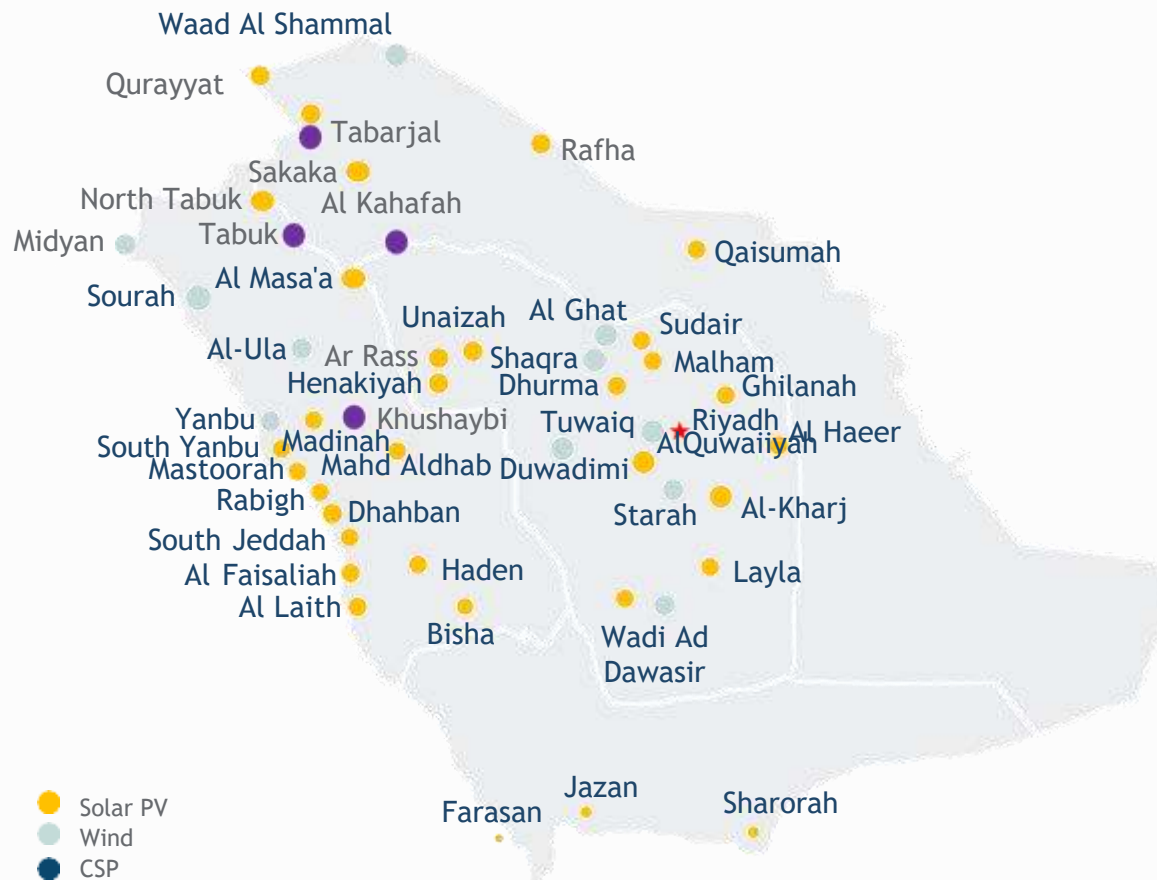 Waad Al Shammal
Qurayyat
Tabarjal
Rafha
Sakaka
North Tabuk
Al Kahafah
Midyan
Tabuk
Qaisumah
Al Masa'a
Sourah
Unaizah
Al Ghat
Sudair
Al-Ula
Ar Rass
Shaqra
Malham
Henakiyah
Dhurma
Ghilanah
Yanbu
Khushaybi
Tuwaiq
Riyadh
Al Haeer
South Yanbu
Madinah
AlQuwaiiyah
Mastoorah
Mahd Aldhab
Duwadimi
Rabigh
Dhahban
Starah
Al-Kharj
South Jeddah
Al Faisaliah
Haden
Layla
Al Laith
Bisha
Wadi Ad
Dawasir
Jazan
Farasan
Sharorah
Solar PV
Wind
CSP